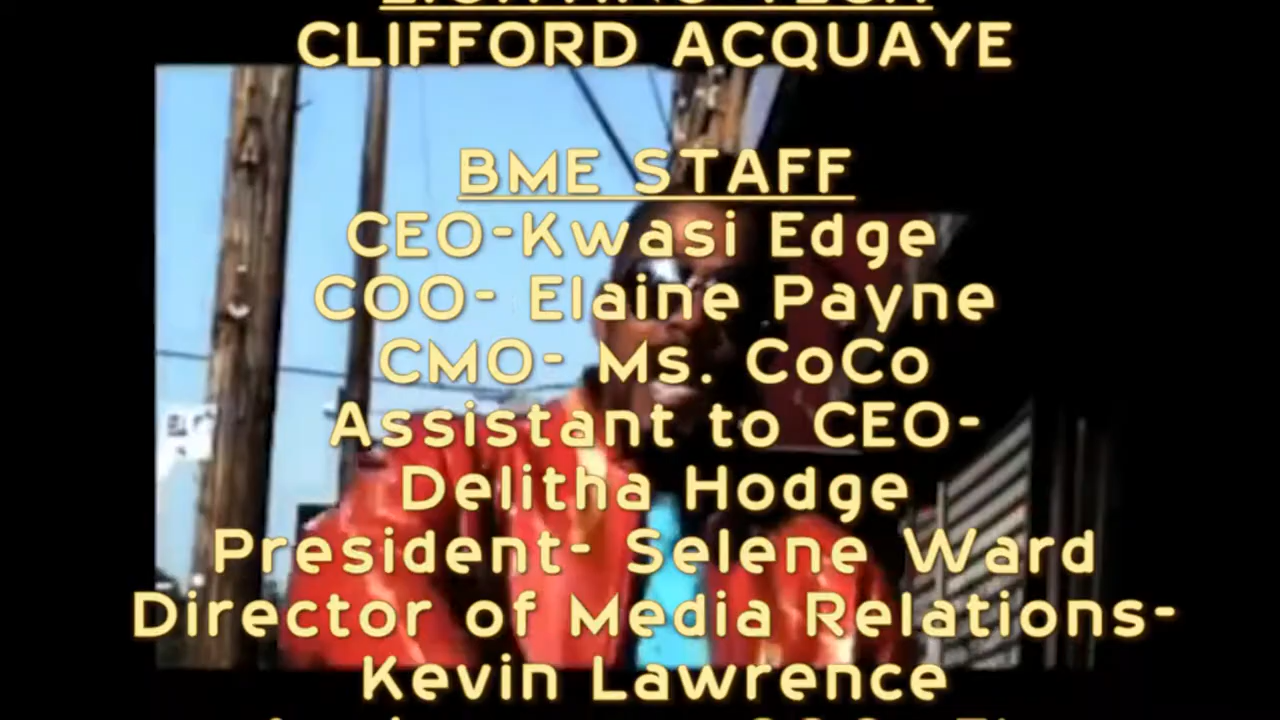 CLIFFORD ACQUAYE
BME STAFF
CEO-Kwasi Edge
COO- Elaine Payne
CMO- Ms. CoCo
Assistant to CEO-
Delitha Hodge
President- Selene Ward
Director of Media Relations-
Kevin Lawrence